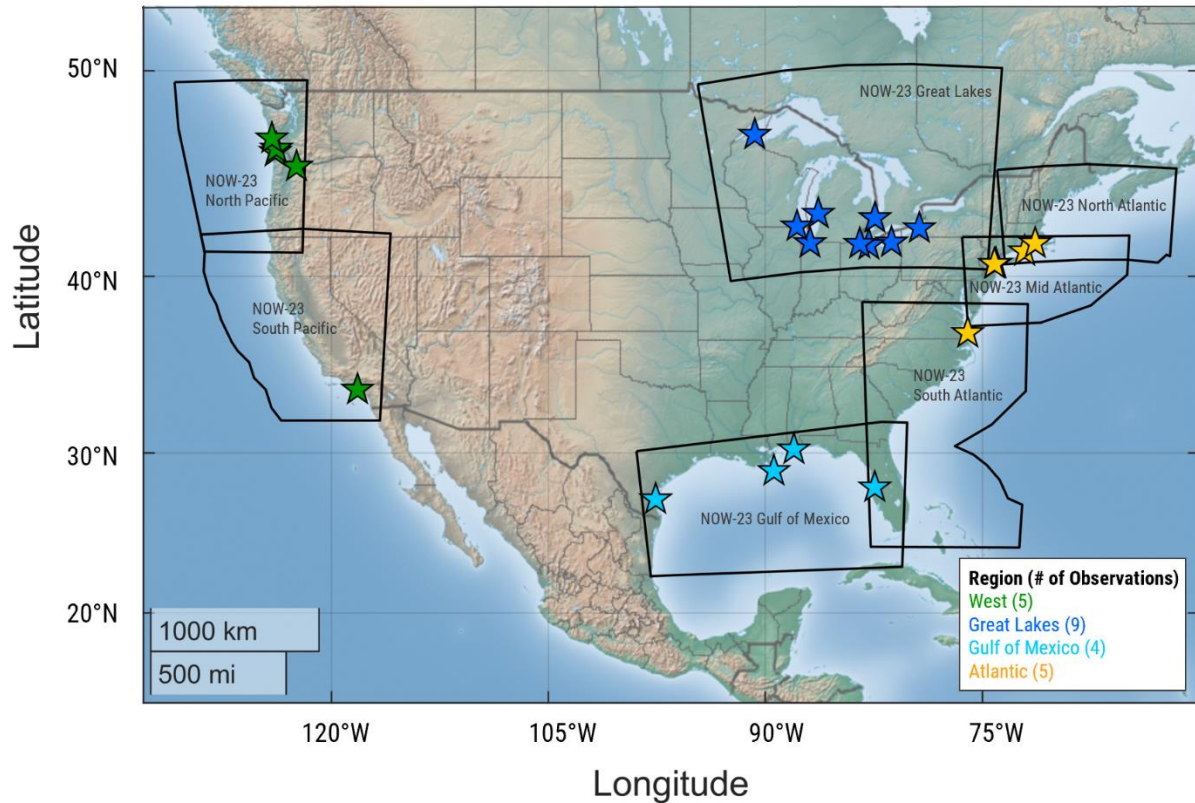 50°N
NOW-23 Great Lakes
NOW-23
North Pacific
NOW-23 North Atlantic
40°N
NOW-23 Mid Atlantic
NOW-23
South Pacific
NOW-23
South Atlantic
30°N
NOW-23 Gulf of Mexico
20°N
Latitude
1000 km
500 mi
Region (# of Observations)
West (5)
Great Lakes (9)
Gulf of Mexico (4)
Atlantic (5)
120°W
105°W
90°W
75°W
Longitude